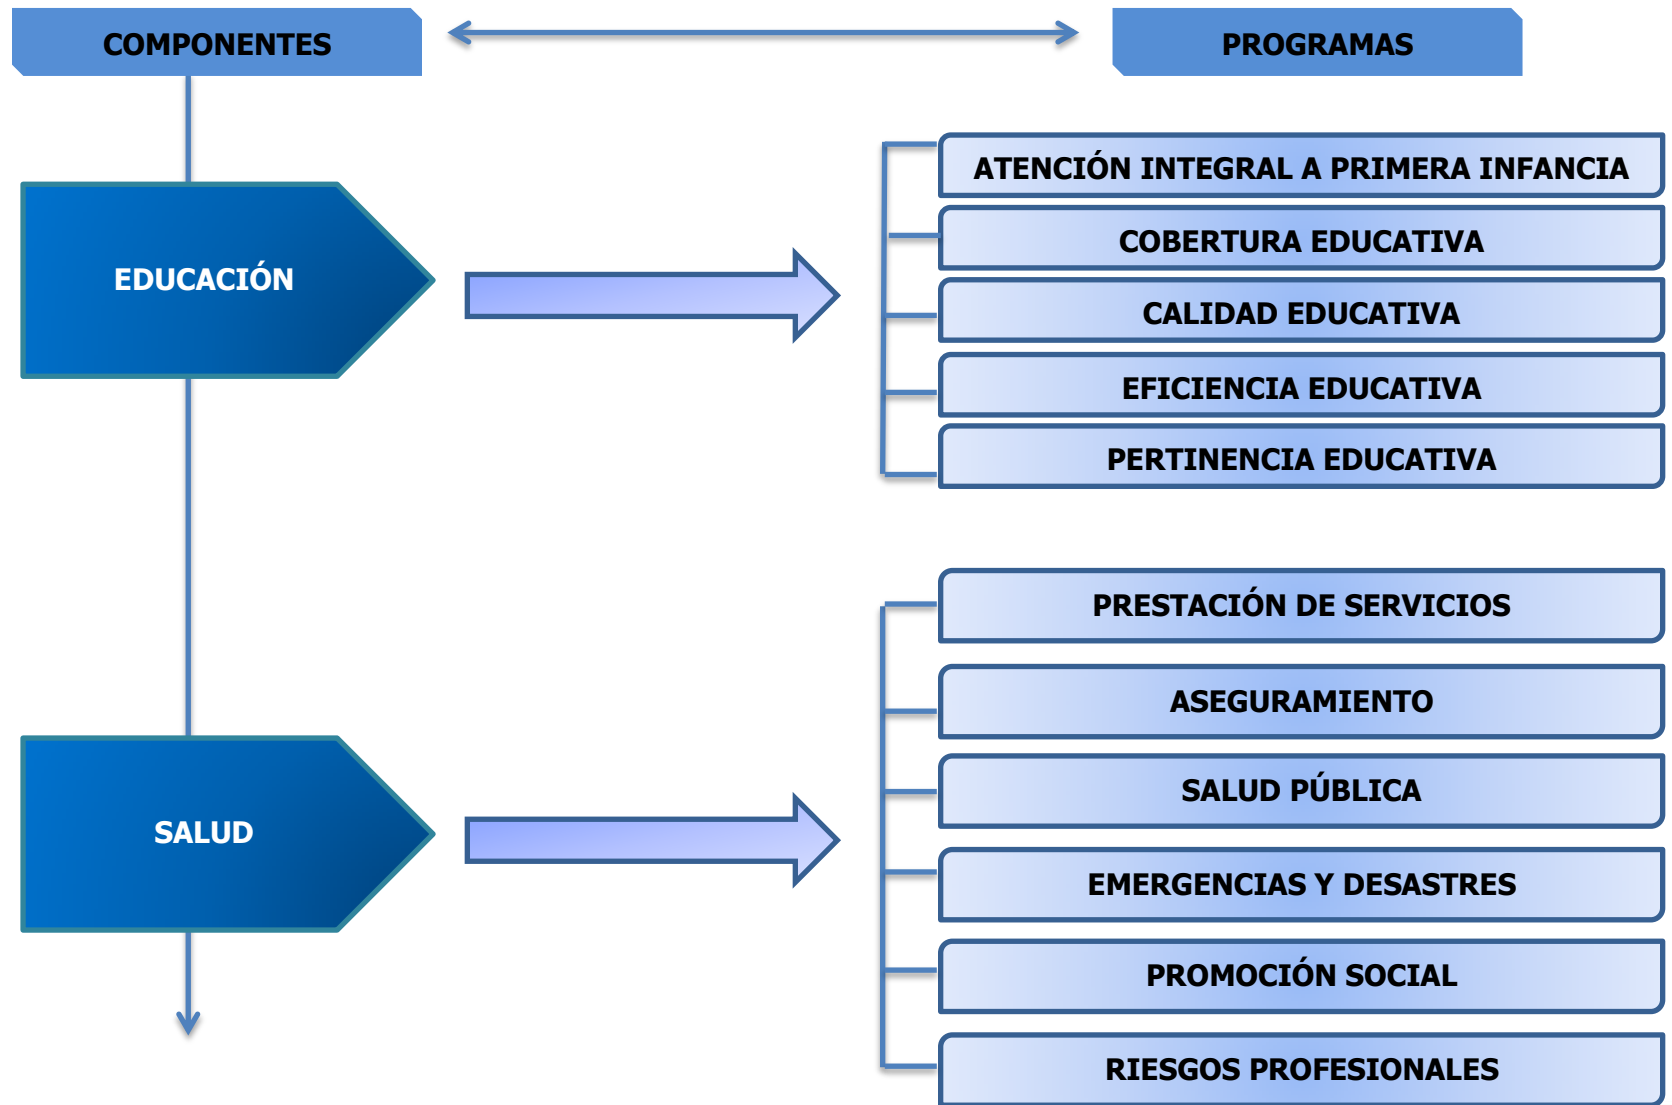 COMPONENTES
PROGRAMAS
EDUCACIÓN
ATENCIÓN INTEGRAL A PRIMERA INFANCIA
COBERTURA EDUCATIVA
CALIDAD EDUCATIVA
EFICIENCIA EDUCATIVA
PERTINENCIA EDUCATIVA
SALUD
PRESTACIÓN DE SERVICIOS
ASEGURAMIENTO
SALUD PÚBLICA
EMERGENCIAS Y DESASTRES
PROMOCIÓN SOCIAL
RIESGOS PROFESIONALES